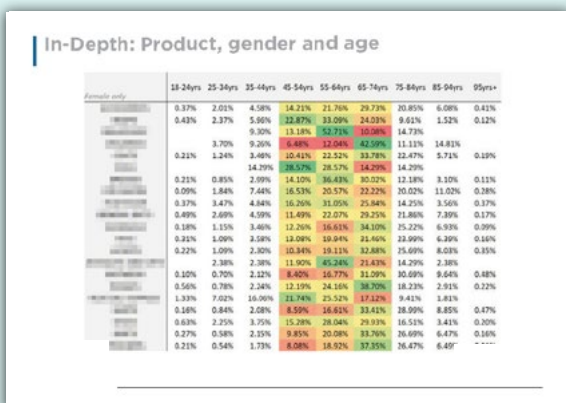 In-Depth: Product, gender and age
18-24yrs 25-34yrs 35-44yrs 45-54yrs 55-64yrs 65-74yrs 75-84yrs 85-94yrs 95yrs+
Female only
0.37% 2.01% 4.58% 14.21% 21.76% 29.73% 20.85% 6.08% 0.41%
0.43% 2.37% 5.96% 22.87% 33.09% 24.03% 9.61% 1.52% 0.12%
9.30% 13.18% 52.71% 10.08% 14.73%
3.70% 9.26% 6.48% 12.04% 42.59% 11.11% 14.81%
0.21% 1.24% 3.46% 10.41% 22.52% 33.78% 22.47% 5.71% 0.19%
14.29% 28.57% 28.57% 14.29% 14.29%
0.21% 0.85% 2.99% 14.10% 36.43% 30.02% 12.18% 3.10% 0.11%
0.09% 1.84% 7.44% 16.53% 20.57% 22.22% 20.02% 11.02% 0.28%
0.37% 3.47% 4.84% 16.26% 31.05% 25.84% 14.25% 3.56% 0.37%
0.49% 2.69% 4.59% 11.49% 22.07% 29.25% 21.86% 7.39% 0.17%
0.18% 1.15% 3.46% 12.26% 16.61% 34.10% 25.22% 6.93% 0.09%
0.31% 1.09% 3.58% 13.08% 19.94% 31.46% 23.99% 6.39% 0.16%
0.22% 1.09% 2.30% 10.34% 19.11% 32.88% 25.69% 8.03% 0.35%
2.38% 2.38% 11.90% 45.24% 21.43% 14.29% 2.38%
0.10% 0.70% 2.12% 8.40% 16.77% 31.09% 30.69% 9.64% 0.48%
0.56% 0.78% 2.24% 12.19% 24.16% 38.70% 18.23% 2.91% 0.22%
1.33% 7.02% 16.06% 21.74% 25.52% 17.12% 9.41% 1.81%
0.16% 0.84% 2.08% 8.59% 16.61% 33.41% 28.99% 8.85% 0.47%
0.63% 2.25% 3.75% 15.28% 28.04% 29.93% 16.51% 3.41% 0.20%
0.27% 0.58% 2.15% 9.85% 20.08% 33.76% 26.69% 6.47% 0.16%
0.21% 0.54% 1.73% 8.08% 18.92% 37.35% 26.47%